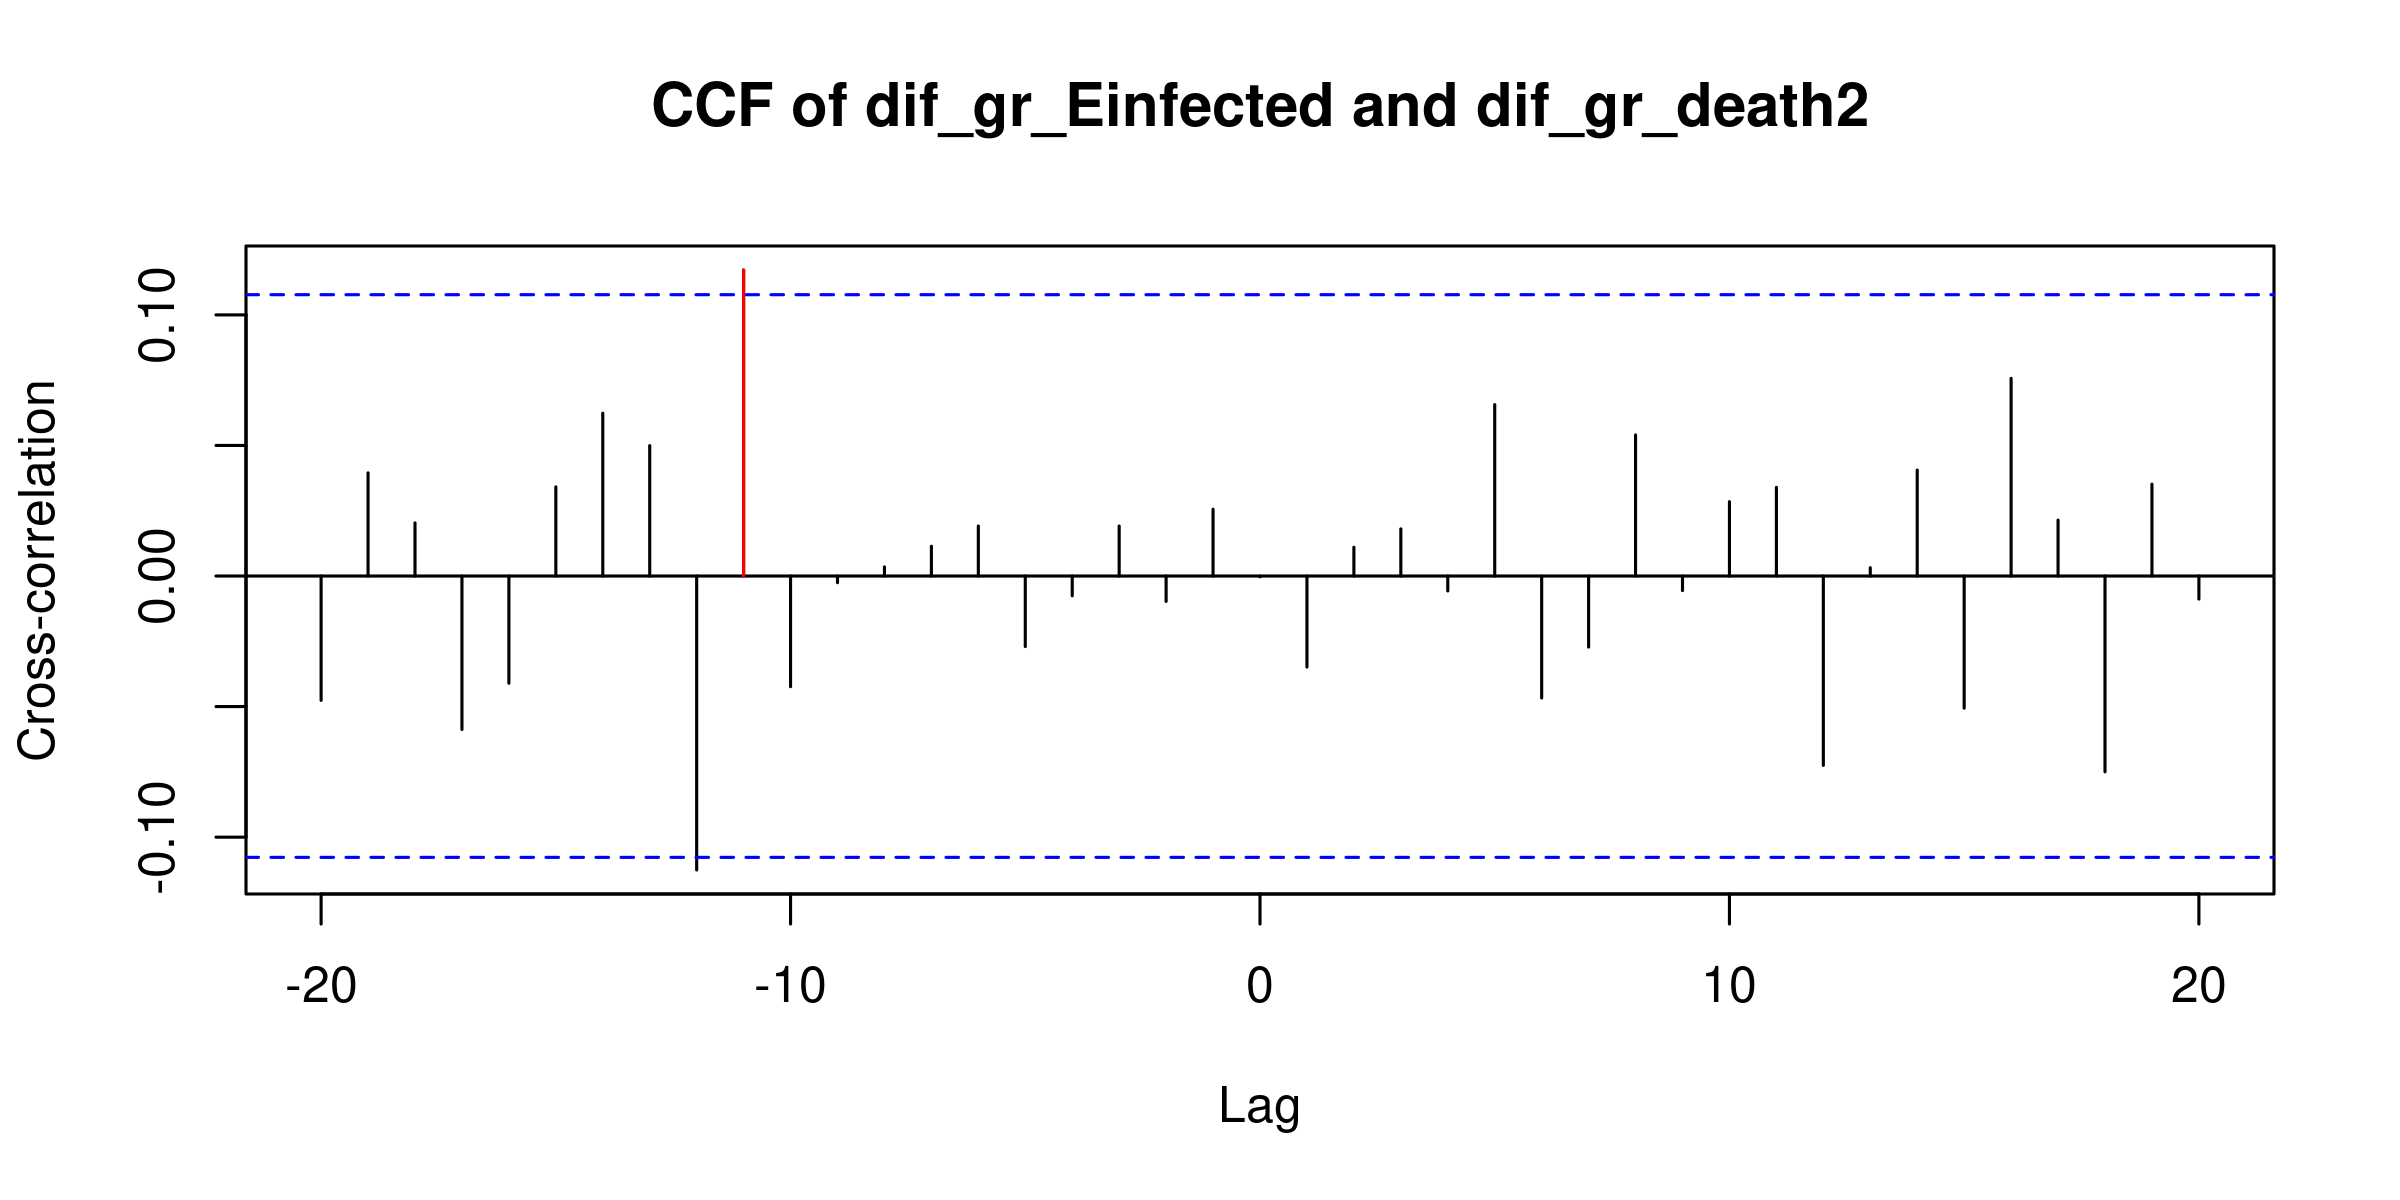 CCF of dif_gr_Einfected and dif_gr_death2
Cross-correlation
0.10
0.00
-0.10
-20 -10 0 10 20
Lag